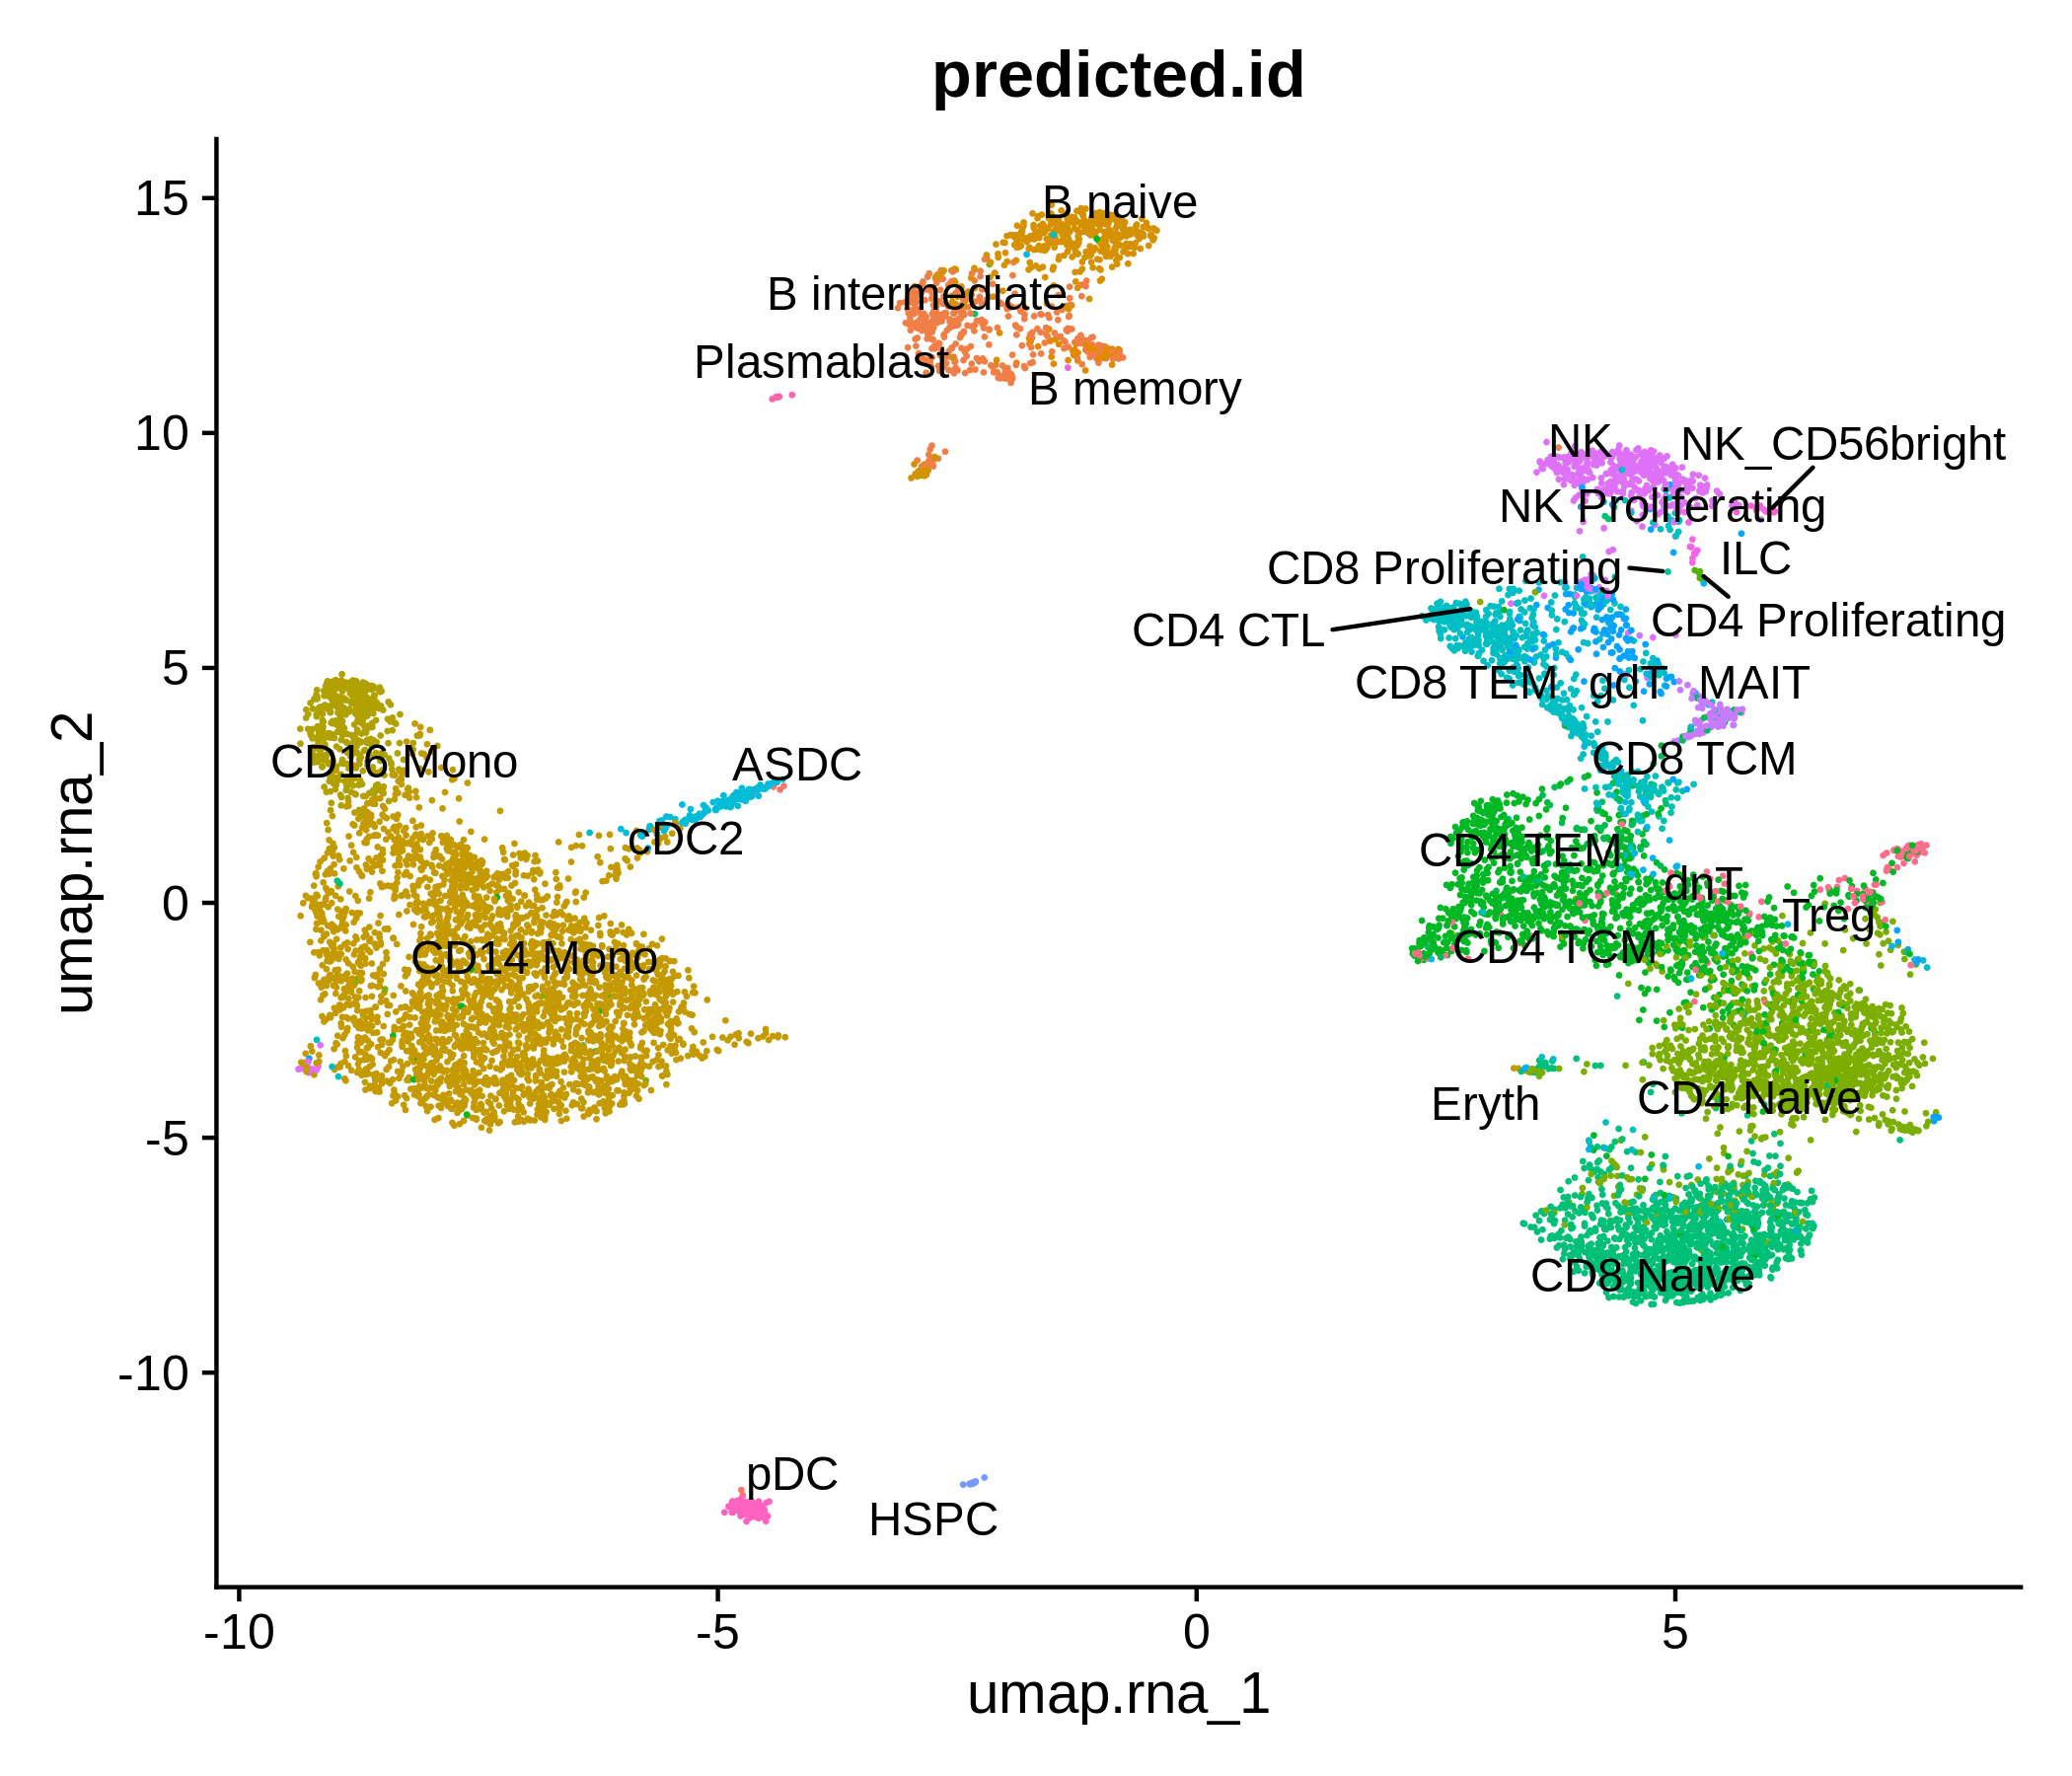 predicted.id
15
B naive
B intermediate
Plasmablast
B memory
10
NK
NK_CD56bright
NK Proliferating
CD8 Proliferating
ILC
CD4 CTL
CD4 Proliferating
5
CD8 TEM
gdT
MAIT
CD16 Mono
ASDC
CD8 TCM
cDC2
CD4 TEM
dnT
0
Treg
CD14 Mono
CD4 TCM
umap.rna_2
CD4 Naive
Eryth
-5
CD8 Naive
-10
pDC
HSPC
-10
-5
0
5
umap.rna_1